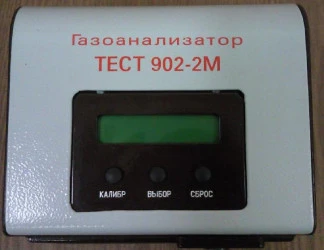 Газоанализатор
ТЕСТ 902-2М
КАЛИБР ВЫБОР СБРОС